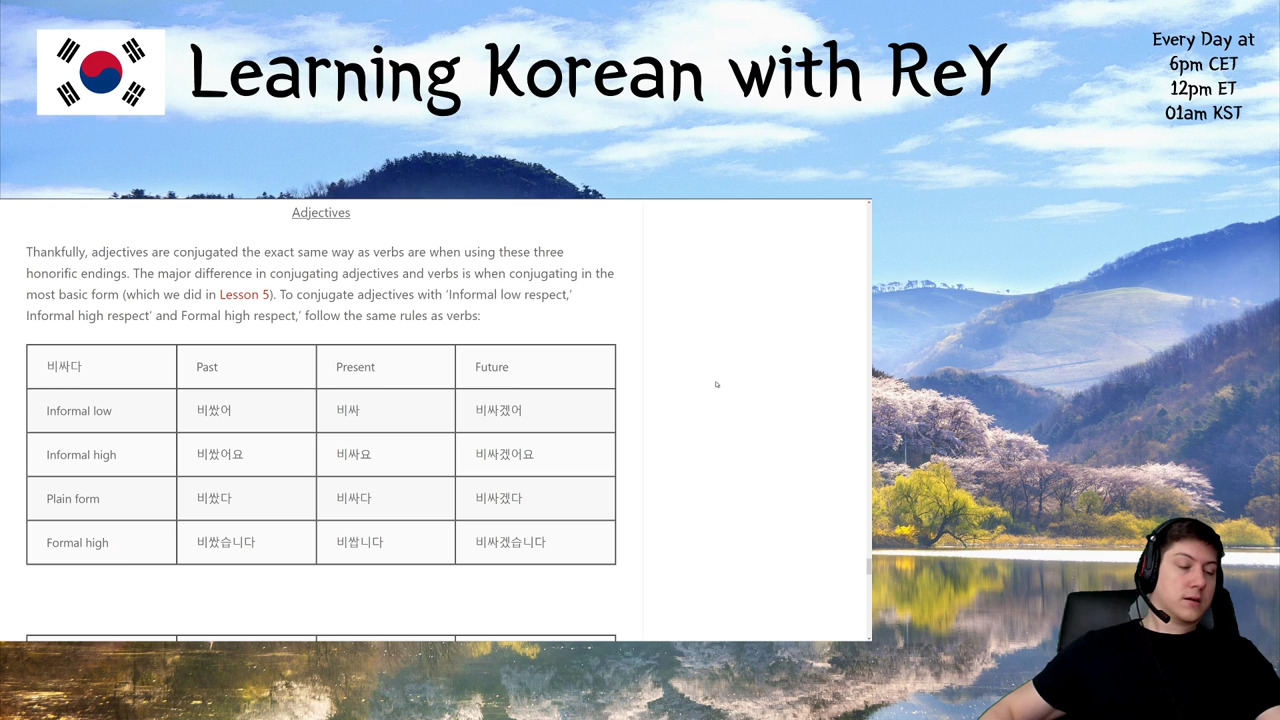 Learning Korean with ReY
Every Day at
6pm CET
12pm ET
01am KST
Adjectives
Thankfully, adjectives are conjugated the exact same way as verbs are when using these three
honorific endings. The major difference in conjugating adjectives and verbs is when conjugating in the
most basic form (which we did in Lesson 5). To conjugate adjectives with ‘Informal low respect,’
Informal high respect’ and Formal high respect,’ follow the same rules as verbs:
비싸다 Past Present Future
Informal low 비쌌어 비싸 비싸겠어
Informal high 비쌌어요 비싸요 비싸겠어요
Plain form 비쌌다 비싸다 비싸겠다
Formal high 비쌌습니다 비쌉니다 비싸겠습니다